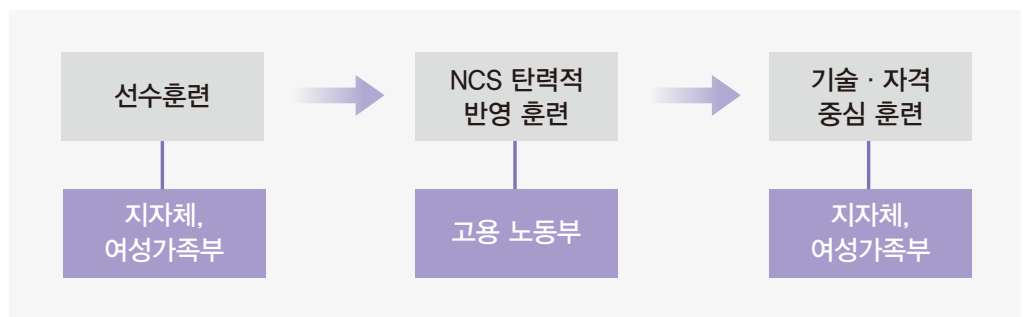 선수훈련
NCS 탄력적
반영 훈련
기술 · 자격
중심 훈련
지자체,
여성가족부
고용 노동부
지자체,
여성가족부